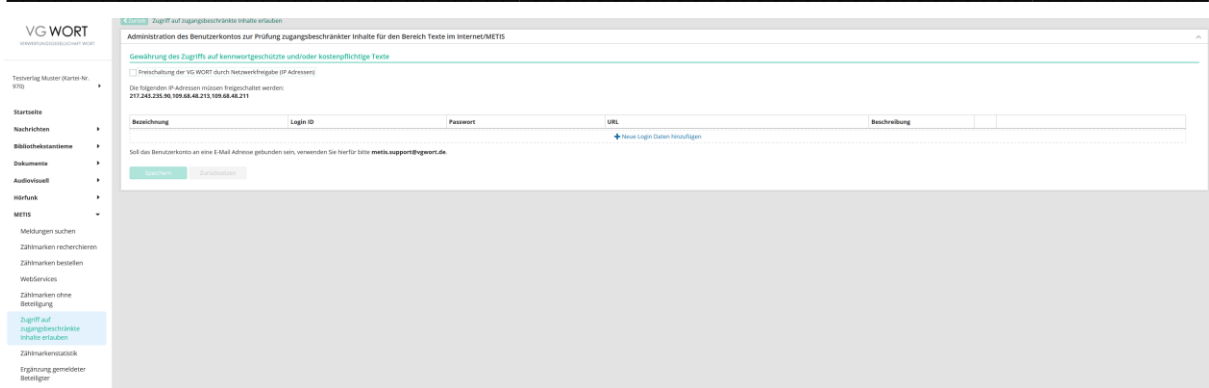 VG WORT
VERWERTUNGSGESELLSCHAFT WORT
Testverlag Muster (Kartei-Nr.
970)
Startseite
Nachrichten
Bibliothekstantieme
Dokumente
Audiovisuell
Hörfunk
METIS
Meldungen suchen
Zählmarken recherchieren
Zählmarken bestellen
WebServices
Zählmarken ohne
Beteiligung
Zugriff auf
zugangsbeschränkte
Inhalte erlauben
Zählmarkenstatistik
Ergänzung gemeldeter
Beteiligter
Zurück Zugriff auf zugangsbeschränkte Inhalte erlauben
Administration des Benutzerkontos zur Prüfung zugangsbeschränkter Inhalte für den Bereich Texte im Internet/METIS
Gewährung des Zugriffs auf kennwortgeschützte und/oder kostenpflichtige Texte
Freischaltung der VG WORT durch Netzwerkfreigabe (IP Adressen)
Die folgenden IP-Adressen müssen freigeschaltet werden:
217.243.235.90,109.68.48.213,109.68.48.211
Bezeichnung Login ID Passwort URL Beschreibung
+ Neue Login Daten hinzufügen
Soll das Benutzerkonto an eine E-Mail Adresse gebunden sein, verwenden Sie hierfür bitte metis.support@vgwort.de.
Speichern Zurücksetzen